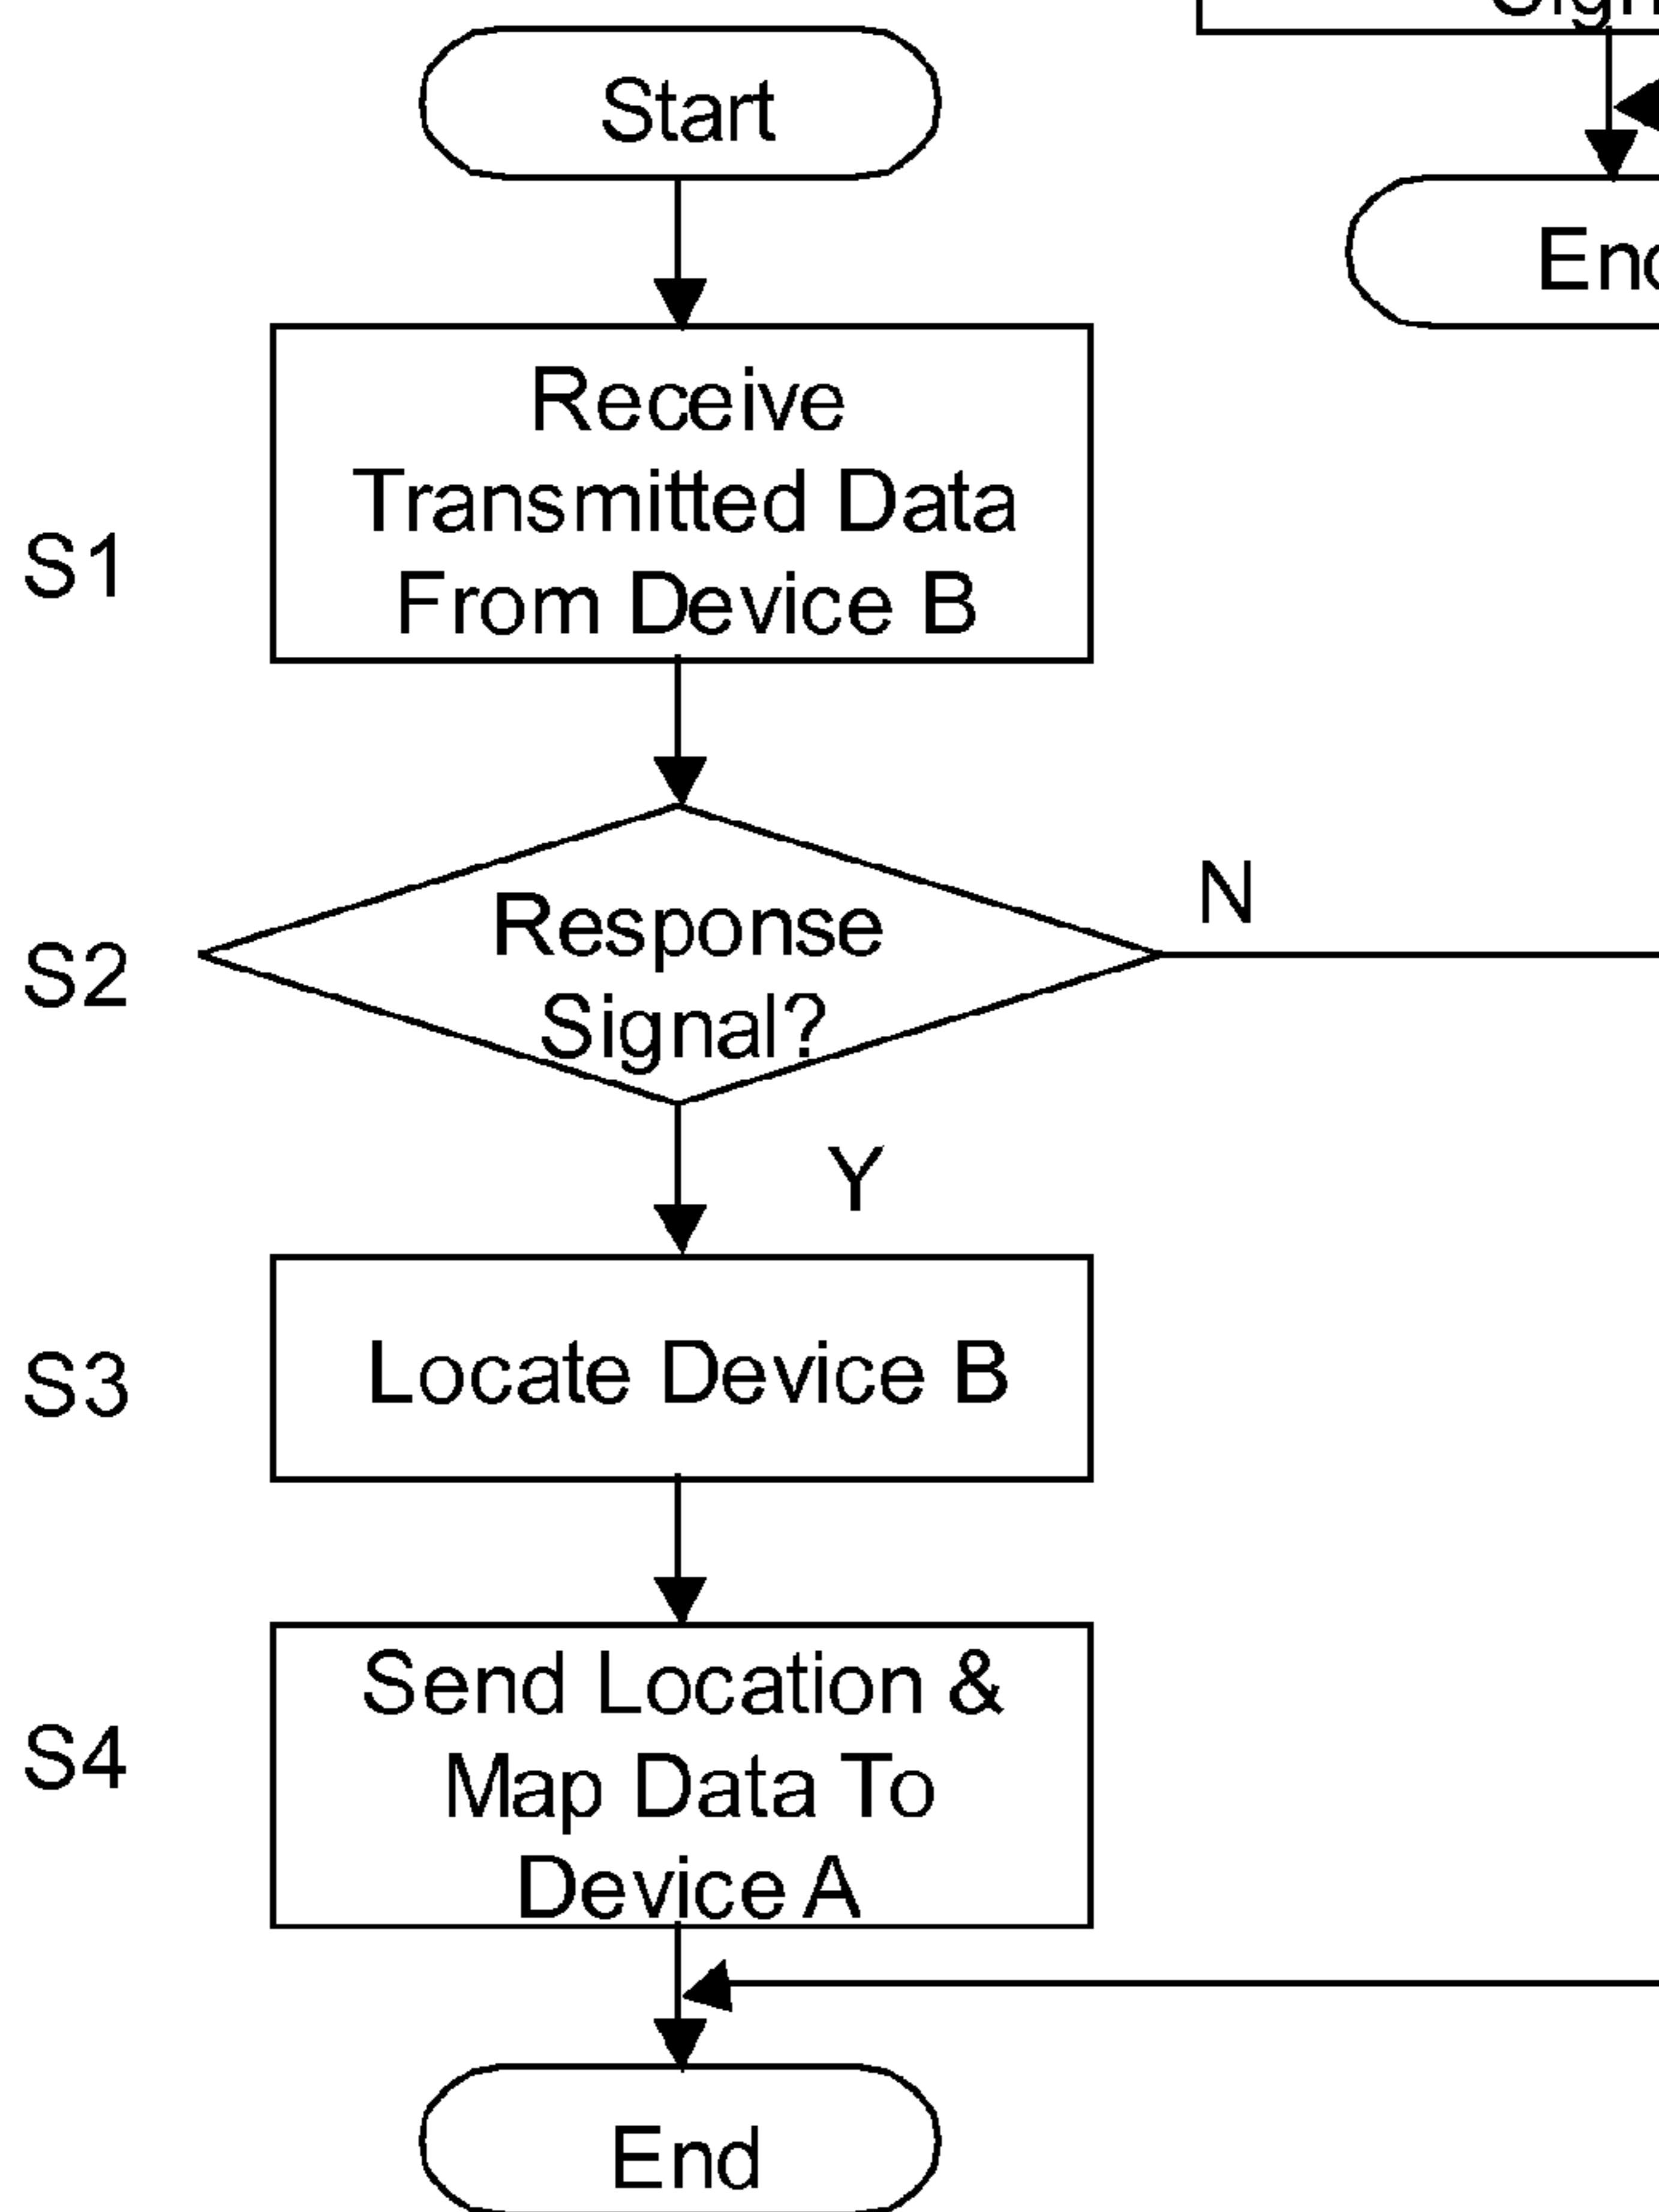 Start
S1
Receive
Transmitted Data
From Device B
S2
Response
Signal?
N
Y
S3
Locate Device B
S4
Send Location &
Map Data To
Device A
End